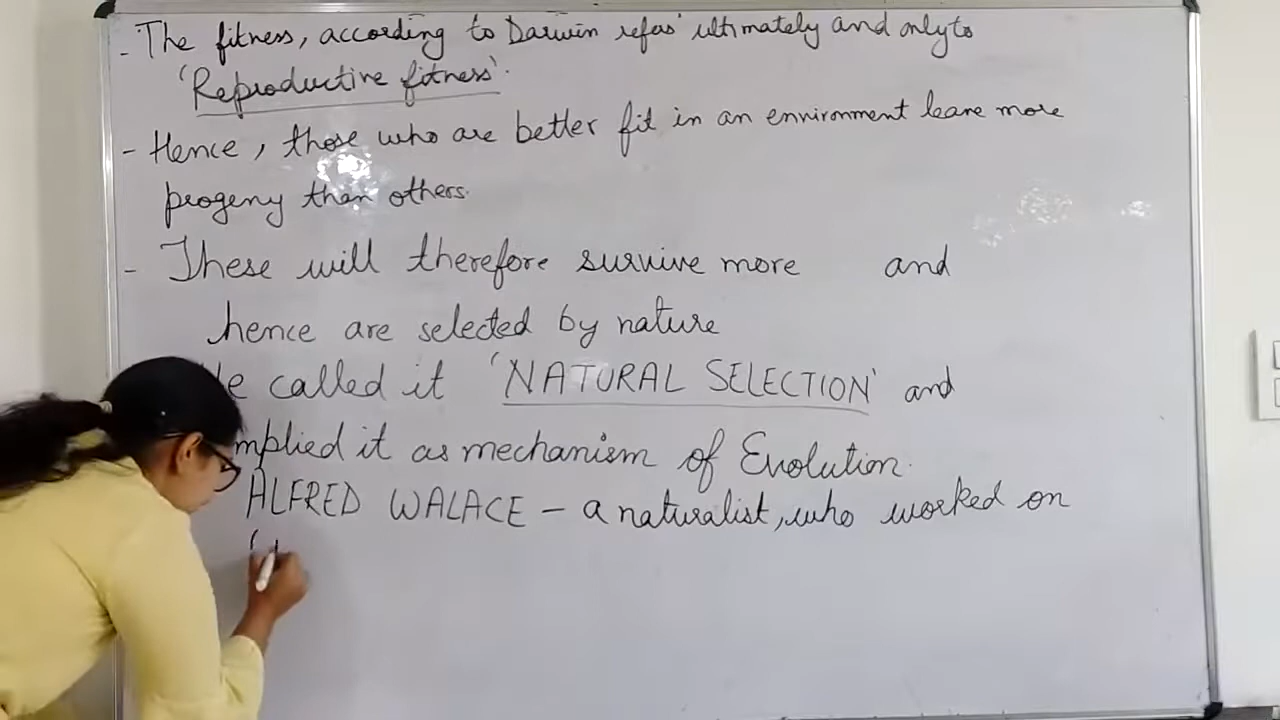 - The fitness, according to Darwin refers ultimately and only to
'Reproductive fitness'.
- Hence, those who are better fit in an environment leave more
progeny than others.
- These will therefore survive more and
hence are selected by nature
called it 'NATURAL SELECTION' and
implied it as mechanism of Evolution.
ALFRED WALACE - a naturalist, who worked on